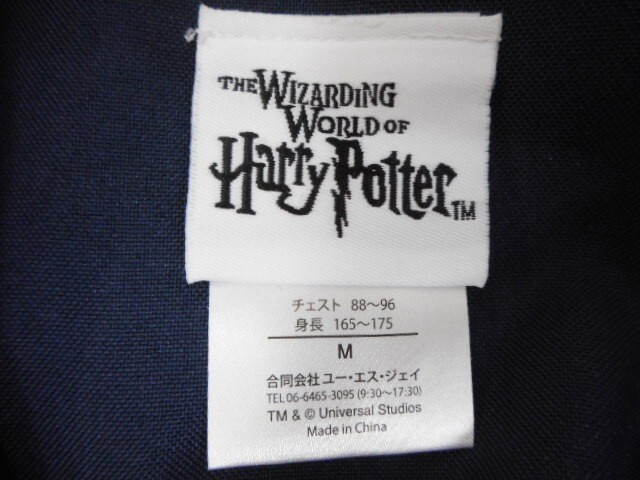 THE WIZARDING
WORLD OF
Harry Potter TM
チェスト 88～96
身長 165～175
M
合同会社 ユー・エス・ジェイ
TEL 06-6465-3095 (9:30～17:30)
TM & © Universal Studios
Made in China